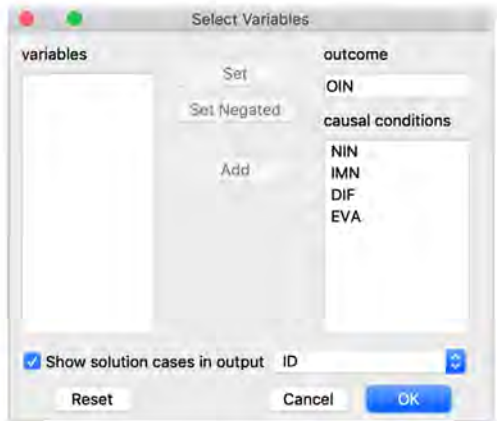 Select Variables
variables
outcome
Set
OIN
Set Negated
causal conditions
Add
NIN
IMN
DIF
EVA
Show solution cases in output ID
Reset Cancel OK